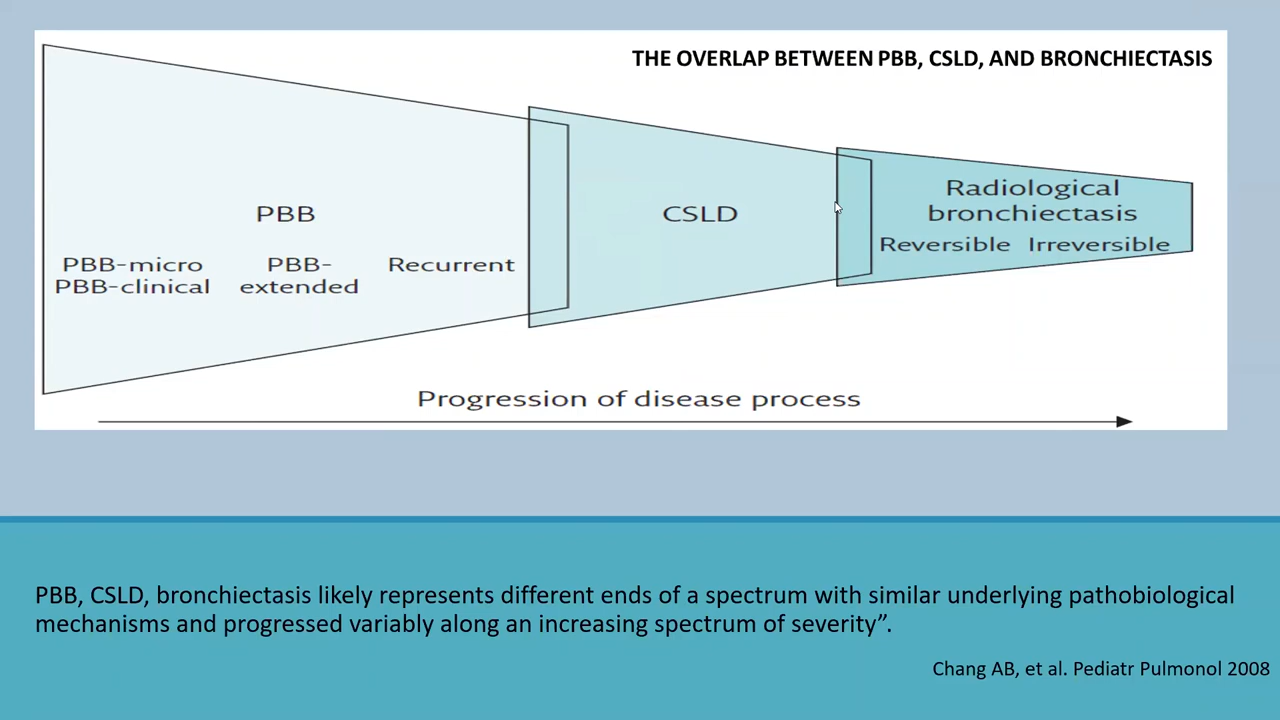 THE OVERLAP BETWEEN PBB, CSLD, AND BRONCHIECTASIS
PBB
PBB-micro
PBB-clinical
PBB-
extended
Recurrent
CSLD
Radiological
bronchiectasis
Reversible Irreversible
Progression of disease process
PBB, CSLD, bronchiectasis likely represents different ends of a spectrum with similar underlying pathobiological
mechanisms and progressed variably along an increasing spectrum of severity”.
Chang AB, et al. Pediatr Pulmonol 2008